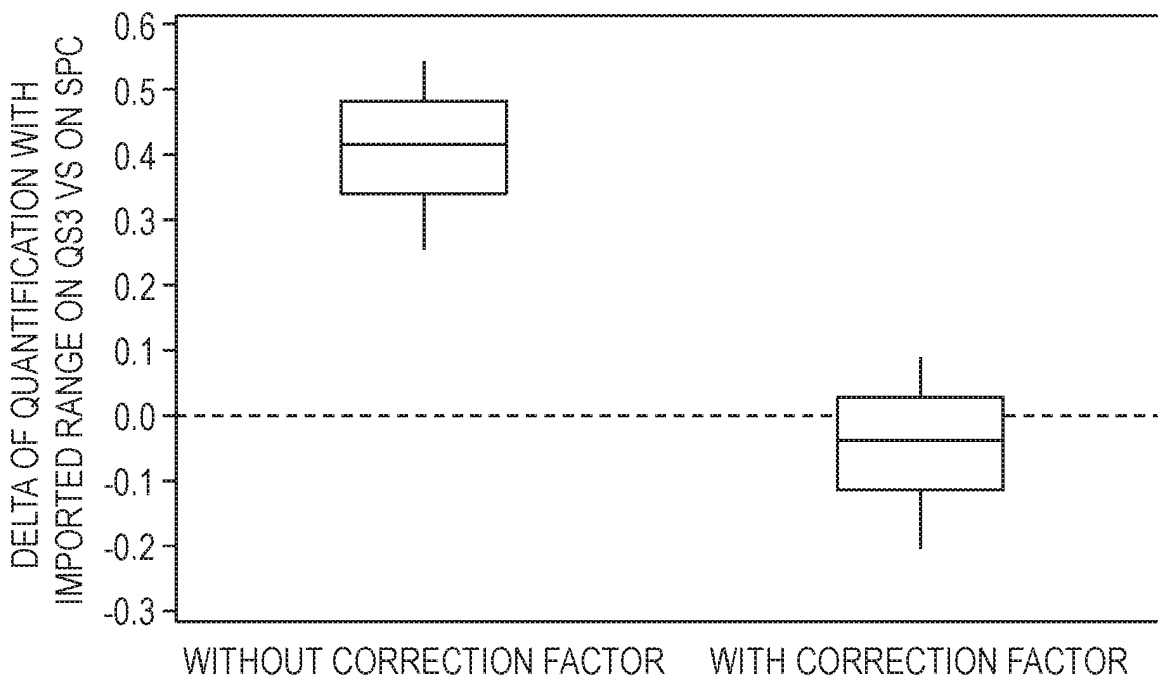 DELTA OF QUANTIFICATION WITH
IMPORTED RANGE ON QS3 VS ON SPC
0.6
0.5
0.4
0.3
0.2
0.1
0.0
-0.1
-0.2
-0.3
WITHOUT CORRECTION FACTOR
WITH CORRECTION FACTOR